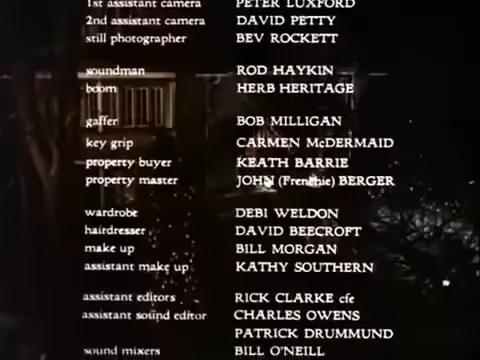 1st assistant camera PETER LUXFORD
2nd assistant camera DAVID PETTY
still photographer BEV ROCKETT
soundman ROD HAYKIN
boom HERB HERITAGE
gaffer BOB MILLIGAN
key grip CARMEN McDERMAID
property buyer KEATH BARRIE
property master JOHN (Frenchie) BERGER
wardrobe DEBI WELDON
hairdresser DAVID BEECROFT
make up BILL MORGAN
assistant make up KATHY SOUTHERN
assistant editors RICK CLARKE cfe
assistant sound editor CHARLES OWENS
PATRICK DRUMMUND
sound mixers BILL O'NEILL